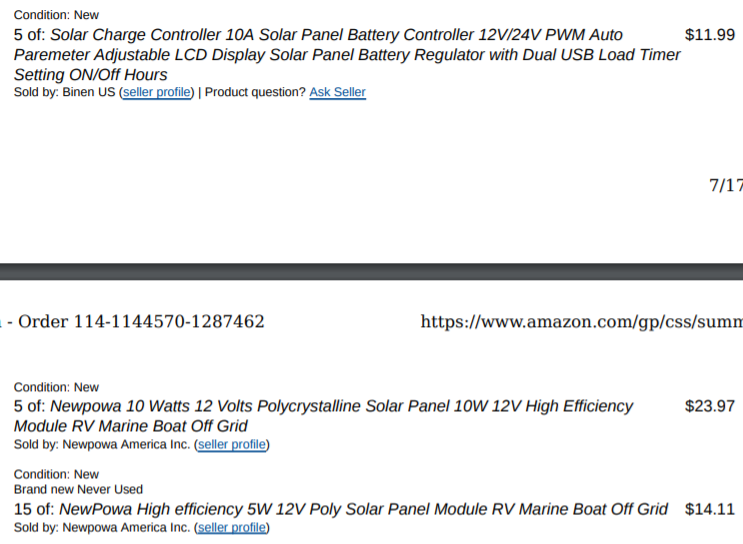 Condition: New
5 of: Solar Charge Controller 10A Solar Panel Battery Controller 12V/24V PWM Auto $11.99
Paremeter Adjustable LCD Display Solar Panel Battery Regulator with Dual USB Load Timer
Setting ON/Off Hours
Sold by: Binen US (seller profile) | Product question? Ask Seller
7/17
- Order 114-1144570-1287462 https://www.amazon.com/gp/css/summ
Condition: New
5 of: Newpowa 10 Watts 12 Volts Polycrystalline Solar Panel 10W 12V High Efficiency $23.97
Module RV Marine Boat Off Grid
Sold by: Newpowa America Inc. (seller profile)
Condition: New
Brand new Never Used
15 of: NewPowa High efficiency 5W 12V Poly Solar Panel Module RV Marine Boat Off Grid $14.11
Sold by: Newpowa America Inc. (seller profile)